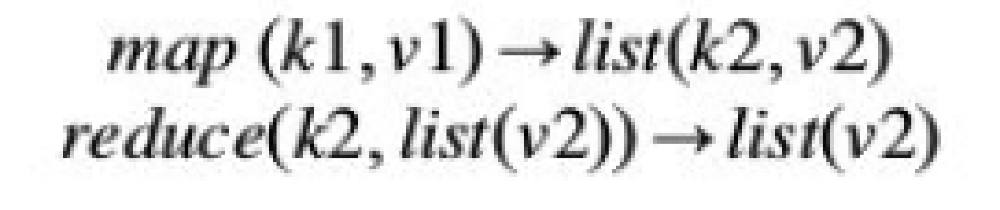 map (k1, v1) → list(k2, v2)
reduce(k2, list(v2)) → list(v2)